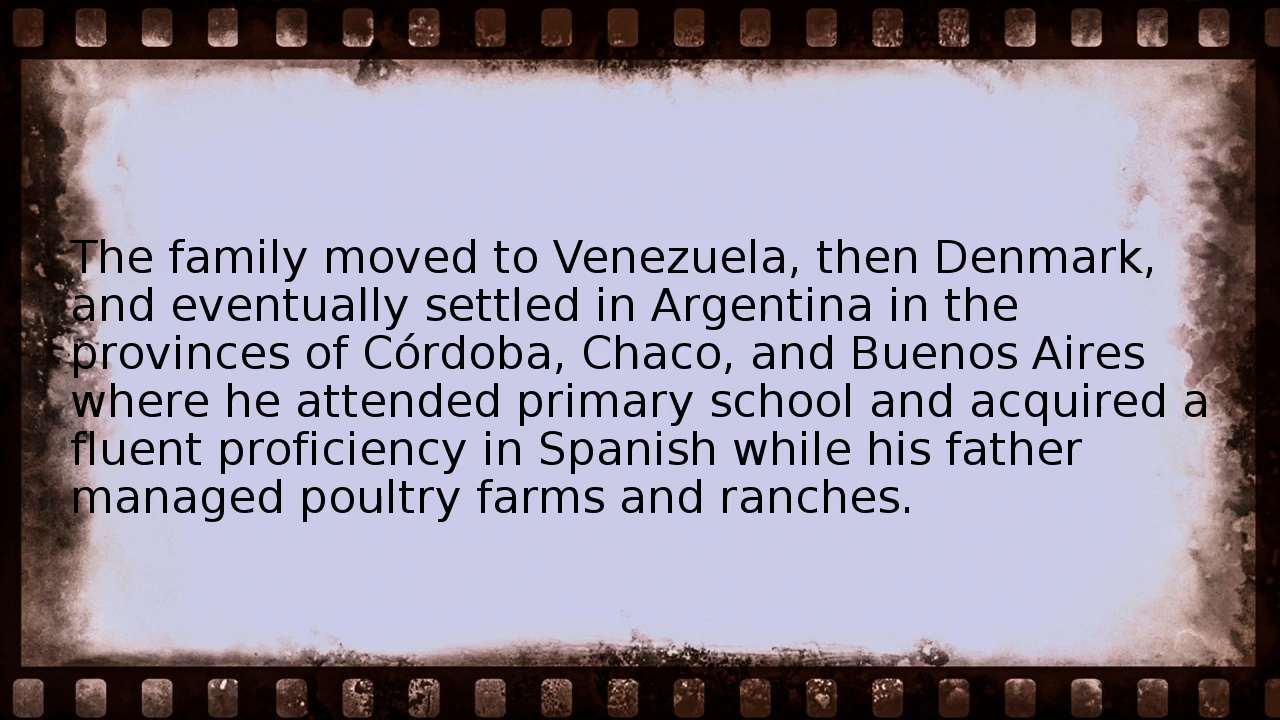 The family moved to Venezuela, then Denmark,
and eventually settled in Argentina in the
provinces of Córdoba, Chaco, and Buenos Aires
where he attended primary school and acquired a
fluent proficiency in Spanish while his father
managed poultry farms and ranches.